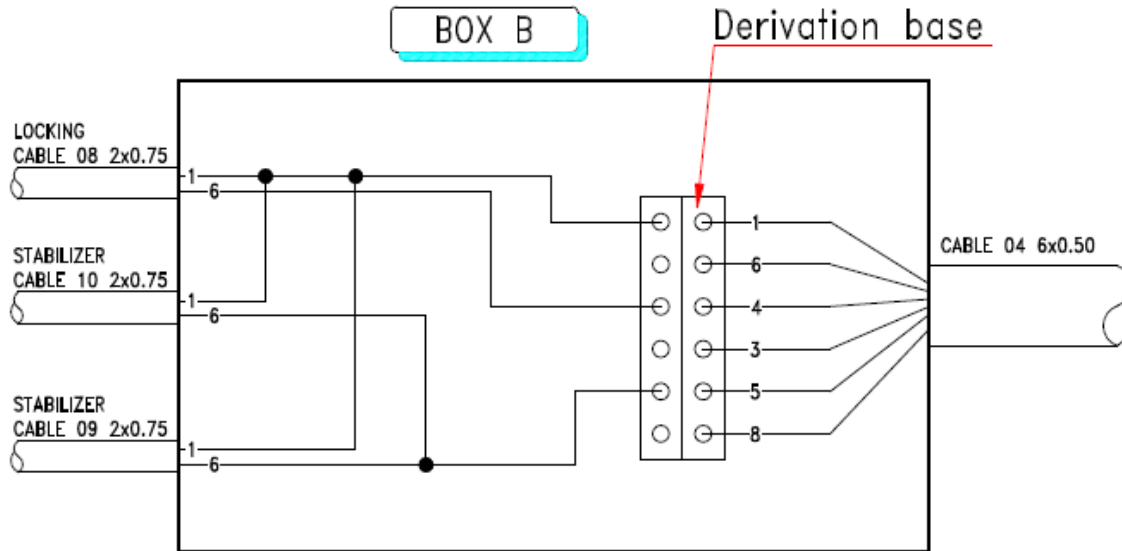 BOX B
Derivation base
LOCKING
CABLE 08 2x0.75
1
6
STABILIZER
CABLE 10 2x0.75
1
6
STABILIZER
CABLE 09 2x0.75
1
6
1
6
4
3
5
8
CABLE 04 6x0.50